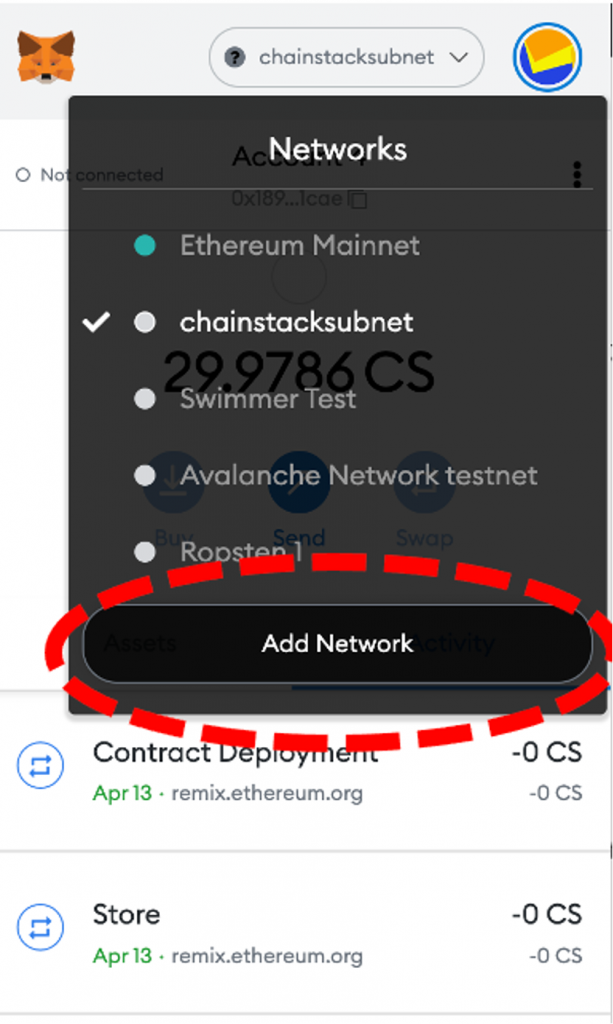 chainstacksubnet
Networks
Account
Not connected
0x189...1cae
Ethereum Mainnet
chainstacksubnet
29.9786 CS
Swimmer Test
Avalanche Network testnet
Buy
Send
Swap
Ropsten 1
Assets
Add Network
Activity
Contract Deployment
-0 CS
Apr 13 · remix.ethereum.org
-0 CS
Store
-0 CS
Apr 13 · remix.ethereum.org
-0 CS